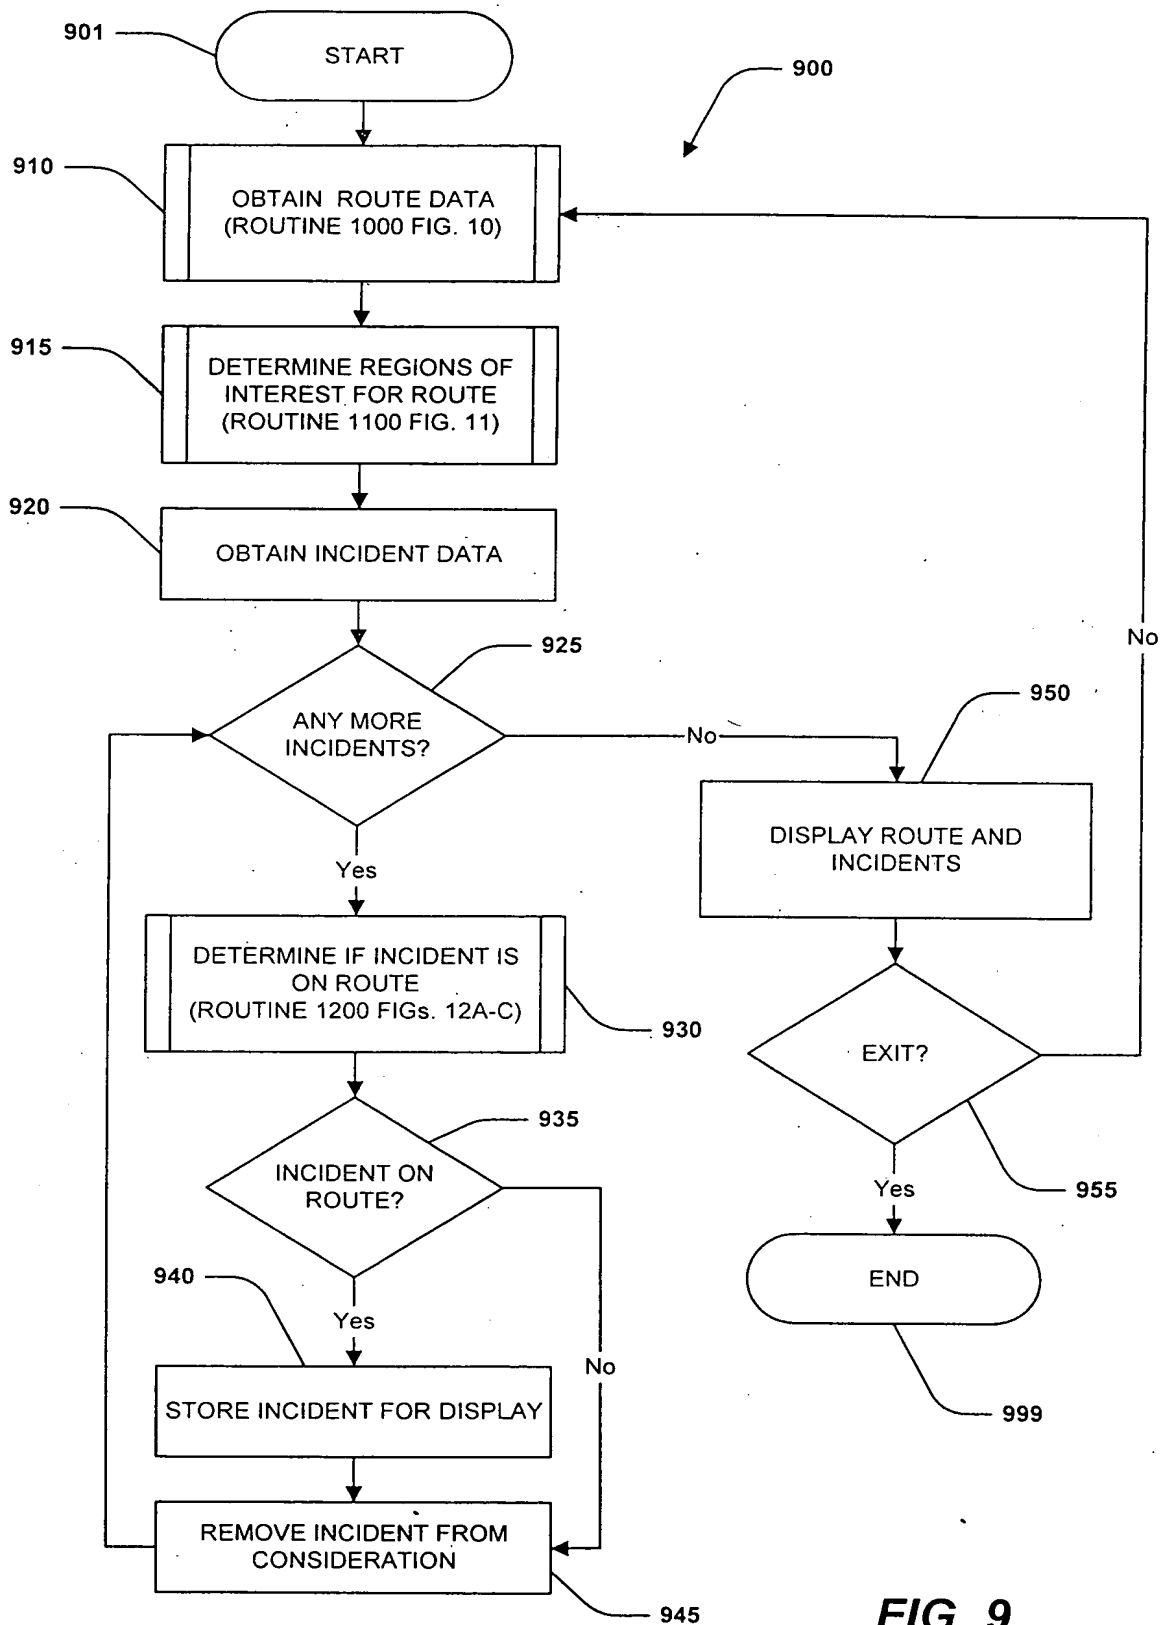 901
START
900
910
OBTAIN ROUTE DATA
(ROUTINE 1000 FIG. 10)
915
DETERMINE REGIONS OF
INTEREST FOR ROUTE
(ROUTINE 1100 FIG. 11)
920
OBTAIN INCIDENT DATA
925
No
950
ANY MORE
INCIDENTS?
No
DISPLAY ROUTE AND
INCIDENTS
Yes
DETERMINE IF INCIDENT IS
ON ROUTE
(ROUTINE 1200 FIGs. 12A-C)
930
EXIT?
935
INCIDENT ON
ROUTE?
Yes
955
940
END
Yes
No
STORE INCIDENT FOR DISPLAY
999
REMOVE INCIDENT FROM
CONSIDERATION
945
FIG. 9